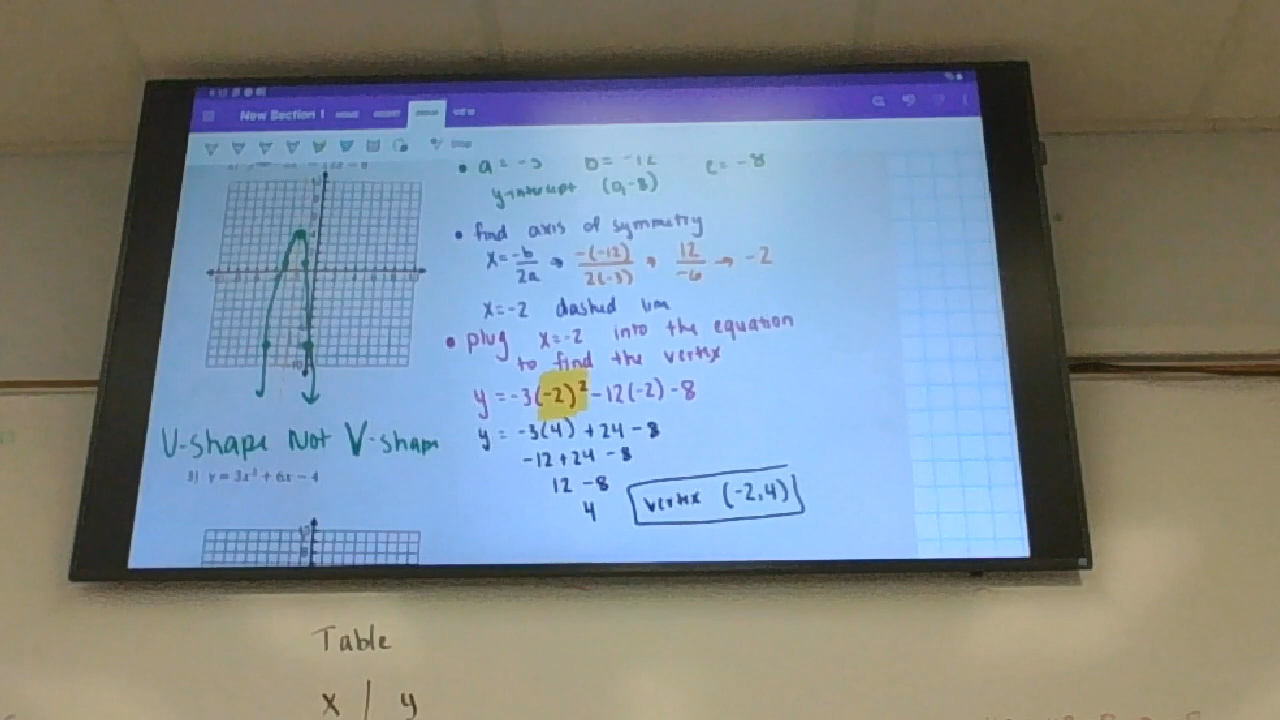 New Section 1
VIEW
• a = -3 b = -12 c = -8
y-intercept (0,-8)
• find axis of symmetry
x = -b/2a → -(-12)/2(-3) → 12/-6 → -2
x = -2 dashed line
• plug x = -2 into the equation
to find the vertex
y = -3(-2)² - 12(-2) - 8
y = -3(4) + 24 - 8
-12 + 24 - 8
12 - 8
4
vertex (-2,4)
U-shape Not V-sham
8) y = 3x² + 6x - 4
Table
x | y